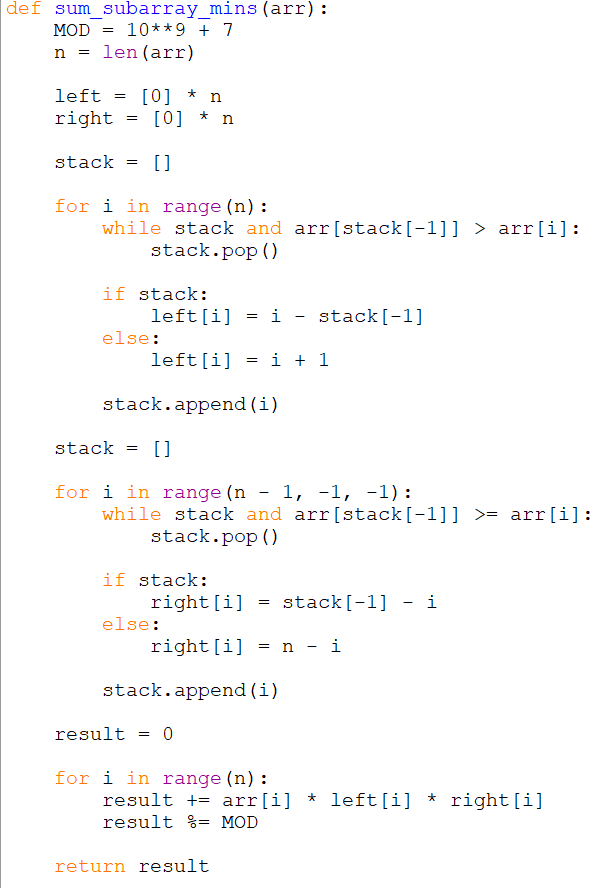 def sum_subarray_mins(arr):
    MOD = 10**9 + 7
    n = len(arr)

    left = [0] * n
    right = [0] * n

    stack = []

    for i in range(n):
        while stack and arr[stack[-1]] > arr[i]:
            stack.pop()

        if stack:
            left[i] = i - stack[-1]
        else:
            left[i] = i + 1

        stack.append(i)

    stack = []

    for i in range(n - 1, -1, -1):
        while stack and arr[stack[-1]] >= arr[i]:
            stack.pop()

        if stack:
            right[i] = stack[-1] - i
        else:
            right[i] = n - i

        stack.append(i)

    result = 0

    for i in range(n):
        result += arr[i] * left[i] * right[i]
        result %= MOD

    return result